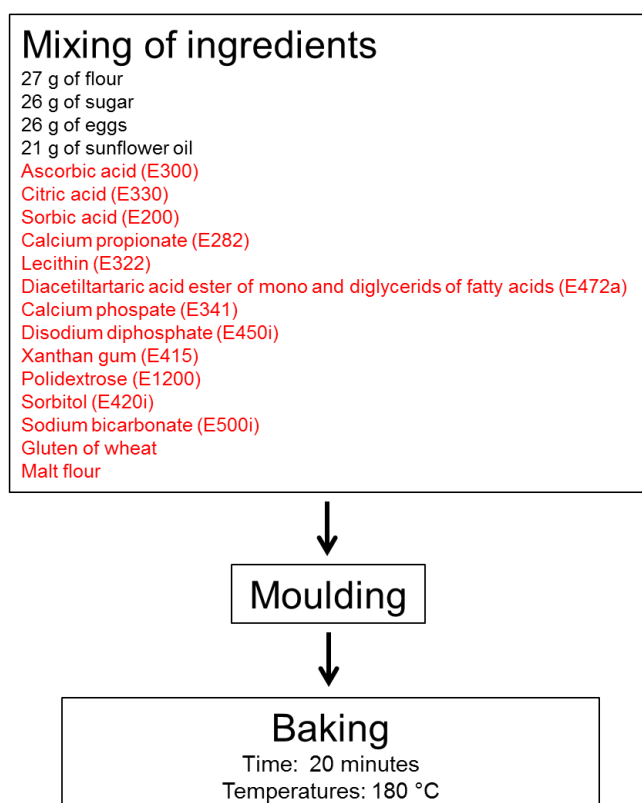 Mixing of ingredients
27 g of flour
26 g of sugar
26 g of eggs
21 g of sunflower oil
Ascorbic acid (E300)
Citric acid (E330)
Sorbic acid (E200)
Calcium propionate (E282)
Lecithin (E322)
Diacetiltartaric acid ester of mono and diglycerids of fatty acids (E472a)
Calcium phospate (E341)
Disodium diphosphate (E450i)
Xanthan gum (E415)
Polidextrose (E1200)
Sorbitol (E420i)
Sodium bicarbonate (E500i)
Gluten of wheat
Malt flour
Moulding
Baking
Time: 20 minutes
Temperatures: 180 °C